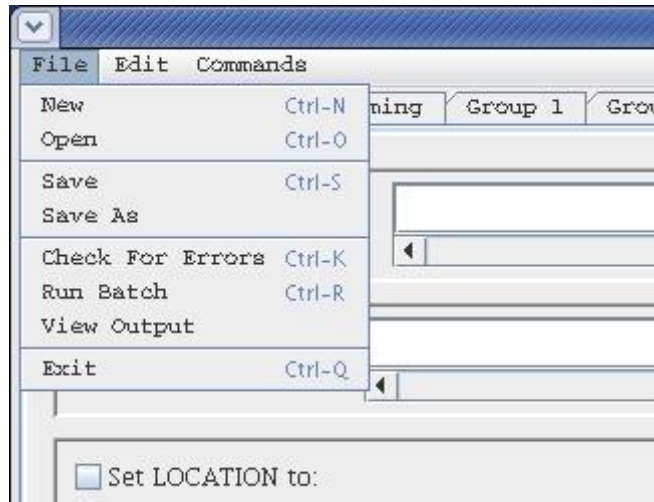 File Edit Commands
New Ctrl-N
Open Ctrl-O
Save Ctrl-S
Save As
Check For Errors Ctrl-K
Run Batch Ctrl-R
View Output
Exit Ctrl-Q
Group 1
Set LOCATION to: